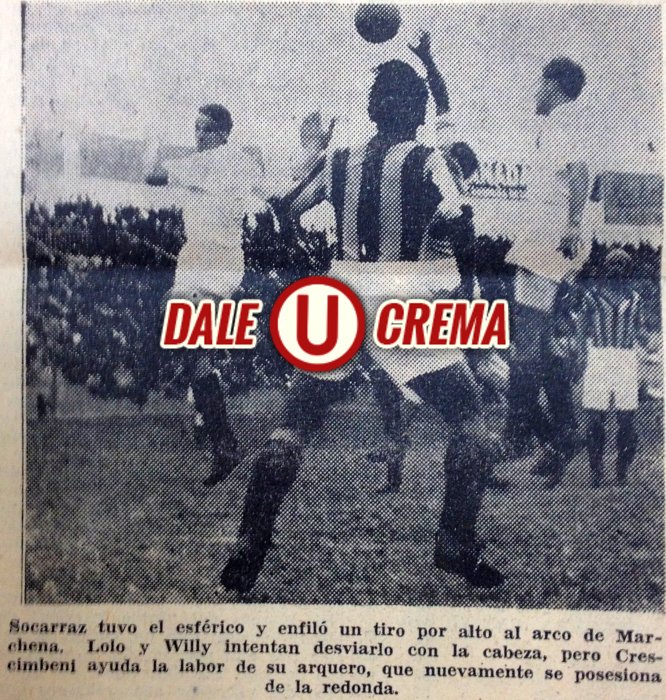 DALE U CREMA
Socarraz tuvo el esférico y enfiló un tiro por alto al arco de Mar-
chena. Lolo y Willy intentan desviarlo con la cabeza, pero Cres-
cimbeni ayuda la labor de su arquero, que nuevamente se posesiona
de la redonda.